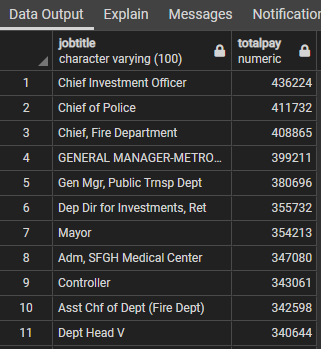 Data Output Explain Messages Notification
jobtitle totalpay
character varying (100) numeric
1 Chief Investment Officer 436224
2 Chief of Police 411732
3 Chief, Fire Department 408865
4 GENERAL MANAGER-METRO... 399211
5 Gen Mgr, Public Trnsp Dept 380696
6 Dep Dir for Investments, Ret 355732
7 Mayor 354213
8 Adm, SFGH Medical Center 347080
9 Controller 343061
10 Asst Chf of Dept (Fire Dept) 342598
11 Dept Head V 340644